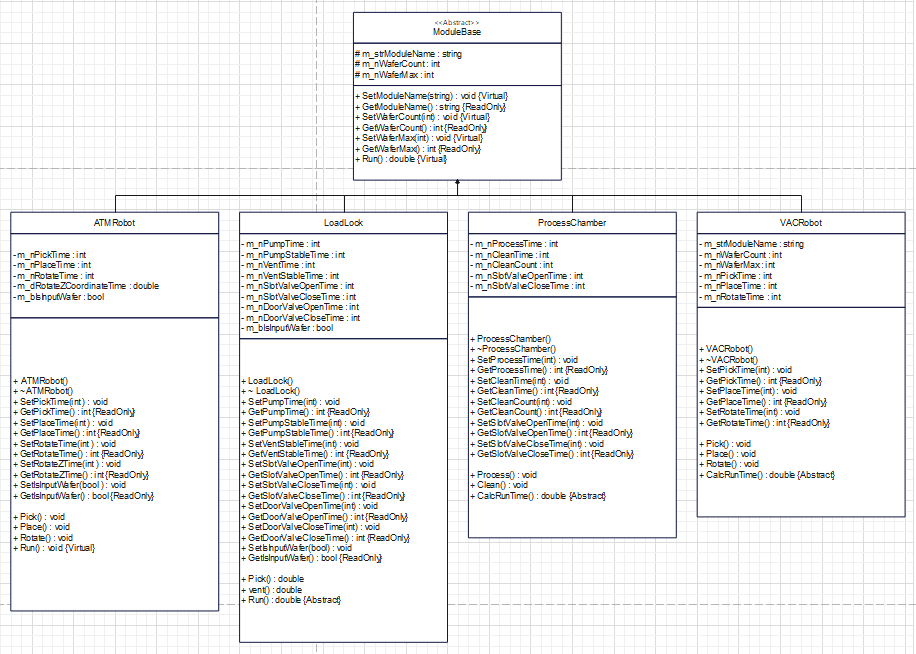 <<Abstract>>
ModuleBase
# m_strModuleName : string
# m_nWaferCount : int
# m_nWaferMax : int
+ SetModuleName(string) : void {Virtual}
+ GetModuleName() : string {ReadOnly}
+ SetWaferCount(int) : void {Virtual}
+ GetWaferCount() : int {ReadOnly}
+ SetWaferMax(int) : void {Virtual}
+ GetWaferMax() : int {ReadOnly}
+ Run() : double {Virtual}
ATMRobot
- m_nPickTime : int
- m_nPlaceTime : int
- m_nRotateTime : int
- m_dRotateZCoordinateTime : double
- m_bIsInputWafer : bool
+ ATMRobot()
+ ~ATMRobot()
+ SetPickTime(int ) : void
+ GetPickTime() : int {ReadOnly}
+ SetPlaceTime(int ) : void
+ GetPlaceTime() : int {ReadOnly}
+ SetRotateTime(int ) : void
+ GetRotateTime() : int {ReadOnly}
+ SetRotateZTime(int ) : void
+ GetRotateZTime() : int {ReadOnly}
+ SetIsInputWafer(bool ) : void
+ GetIsInputWafer() : bool {ReadOnly}
+ Pick() : void
+ Place() : void
+ Rotate() : void
+ Run() : void {Virtual}
LoadLock
- m_nPumpTime : int
- m_nPumpStableTime : int
- m_nVentTime : int
- m_nVentStableTime : int
- m_nSlotValveOpenTime : int
- m_nSlotValveCloseTime : int
- m_nDoorValveOpenTime : int
- m_nDoorValveCloseTime : int
- m_bIsInputWafer : bool
+ LoadLock()
+ ~ LoadLock()
+ SetPumpTime(int) : void
+ GetPumpTime() : int {ReadOnly}
+ SetPumpStableTime(int) : void
+ GetPumpStableTime() : int {ReadOnly}
+ SetVentStableTime(int) : void
+ GetVentStableTime() : int {ReadOnly}
+ SetSlotValveOpenTime(int) : void
+ GetSlotValveOpenTime() : int {ReadOnly}
+ SetSlotValveCloseTime(int) : void
+ GetSlotValveCloseTime() : int {ReadOnly}
+ SetDoorValveOpenTime(int) : void
+ GetDoorValveOpenTime() : int {ReadOnly}
+ SetDoorValveCloseTime(int) : void
+ GetDoorValveCloseTime() : int {ReadOnly}
+ SetIsInputWafer(bool) : void
+ GetIsInputWafer() : bool {ReadOnly}
+ Pick() : double
+ vent() : double
+ Run() : double {Abstract}
ProcessChamber
- m_nProcessTime : int
- m_nCleanTime : int
- m_nCleanCount : int
- m_nSlotValveOpenTime : int
- m_nSlotValveCloseTime : int
+ ProcessChamber()
+ ~ProcessChamber()
+ SetProcessTime(int) : void
+ GetProcessTime() : int {ReadOnly}
+ SetCleanTime(int) : void
+ GetCleanTime() : int {ReadOnly}
+ SetCleanCount(int) : void
+ GetCleanCount() : int {ReadOnly}
+ SetSlotValveOpenTime(int) : void
+ GetSlotValveOpenTime() : int {ReadOnly}
+ SetSlotValveCloseTime(int) : void
+ GetSlotValveCloseTime() : int {ReadOnly}
+ Process() : void
+ Clean() : void
+ CalcRunTime() : double {Abstract}
VACRobot
- m_strModuleName : string
- m_nWaferCount : int
- m_nWaferMax : int
- m_nPickTime : int
- m_nPlaceTime : int
- m_nRotateTime : int
+ VACRobot()
+ ~VACRobot()
+ SetPickTime(int) : void
+ GetPickTime() : int {ReadOnly}
+ SetPlaceTime(int) : void
+ GetPlaceTime() : int {ReadOnly}
+ SetRotateTime(int) : void
+ GetRotateTime() : int {ReadOnly}
+ Pick() : void
+ Place() : void
+ Rotate() : void
+ CalcRunTime() : double {Abstract}